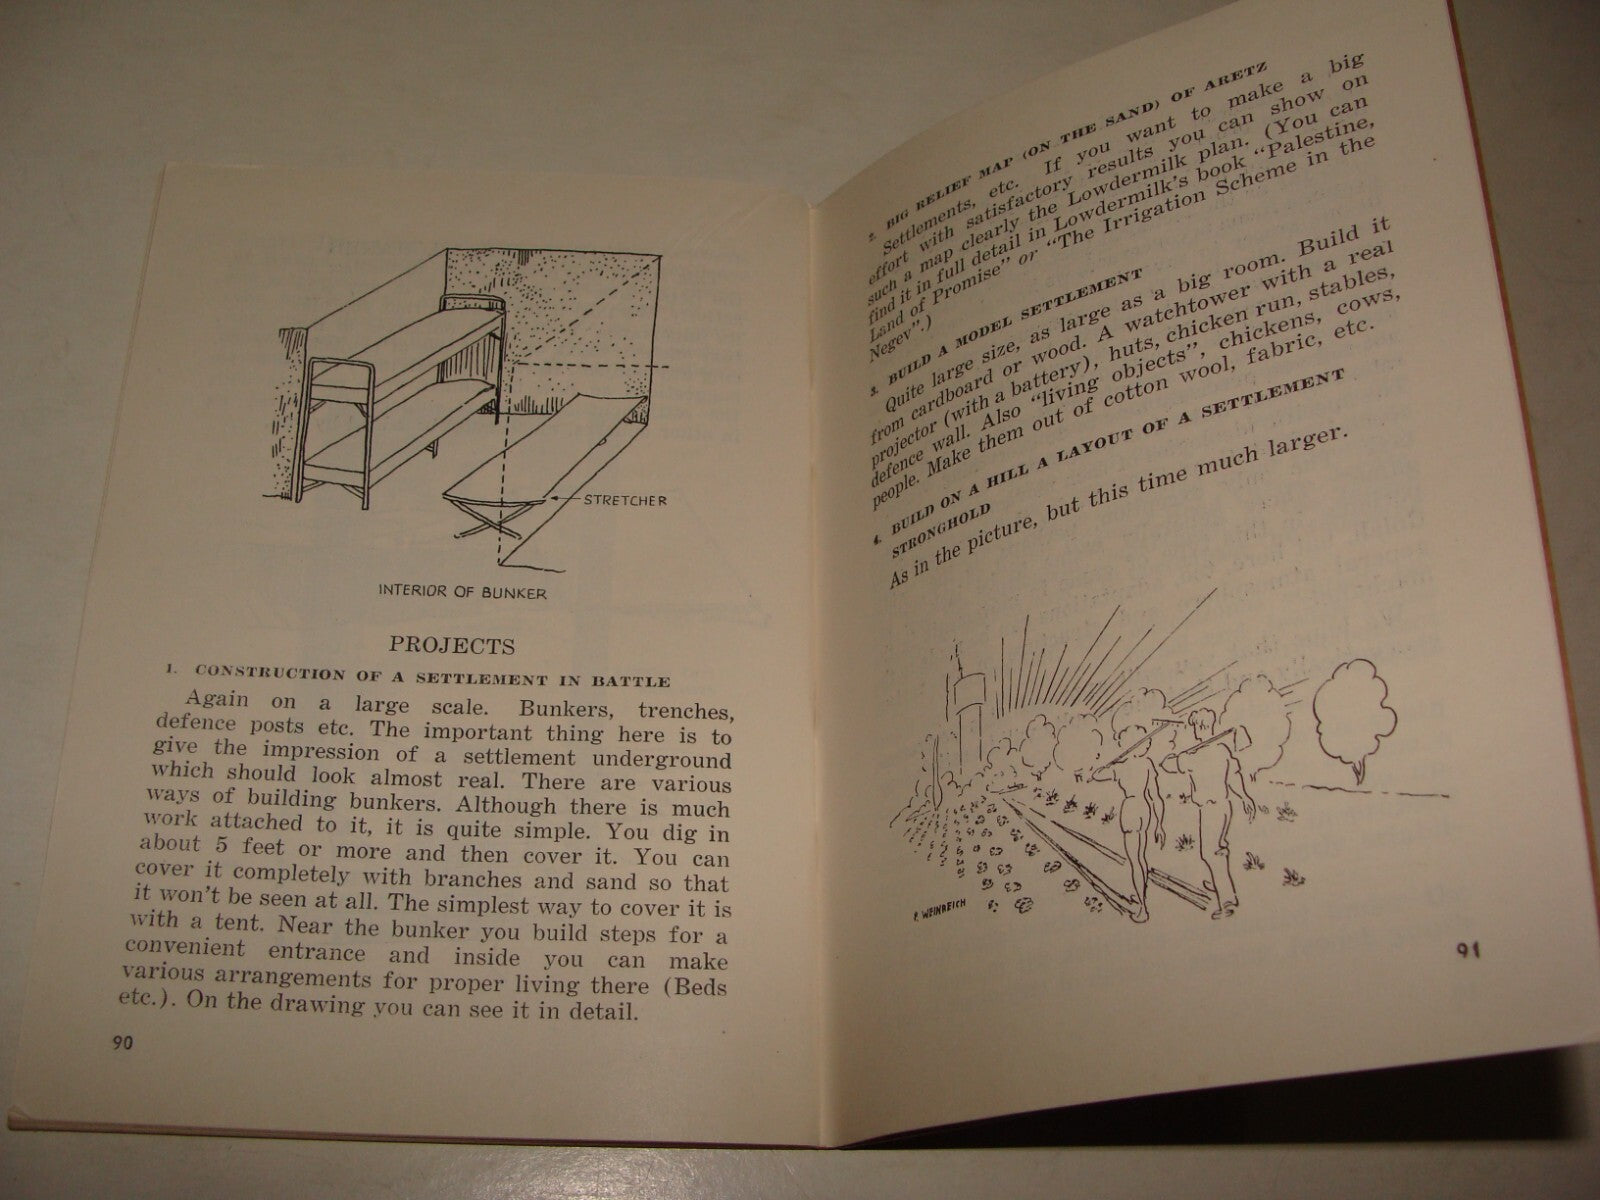 STRETCHER
INTERIOR OF BUNKER
PROJECTS
1. CONSTRUCTION OF A SETTLEMENT IN BATTLE
Again on a large scale. Bunkers, trenches,
defence posts etc. The important thing here is to
give the impression of a settlement underground
which should look almost real. There are various
ways of building bunkers. Although there is much
work attached to it, it is quite simple. You dig in
about 5 feet or more and then cover it. You can
cover it completely with branches and sand so that
it won't be seen at all. The simplest way to cover it is
with a tent. Near the bunker you build steps for a
convenient entrance and inside you can make
various arrangements for proper living there (Beds
etc.). On the drawing you can see it in detail.
90
2. BIG RELIEF MAP (ON THE SAND) OF ARETZ
Settlements, etc. If you want to make a big
effort with satisfactory results you can show on
such a map clearly the Lowdermilk plan. (You can
find it in full detail in Lowdermilk's book "Palestine,
Land of Promise" or "The Irrigation Scheme in the
Negev".)
3. BUILD A MODEL SETTLEMENT
Quite large size, as large as a big room. Build it
from cardboard or wood. A watchtower with a real
projector (with a battery), huts, chicken run, stables,
defence wall. Also "living objects", chickens, cows,
people. Make them out of cotton wool, fabric, etc.
4. BUILD ON A HILL A LAYOUT OF A SETTLEMENT
STRONGHOLD
As in the picture, but this time much larger.
P. WEINREICH
91